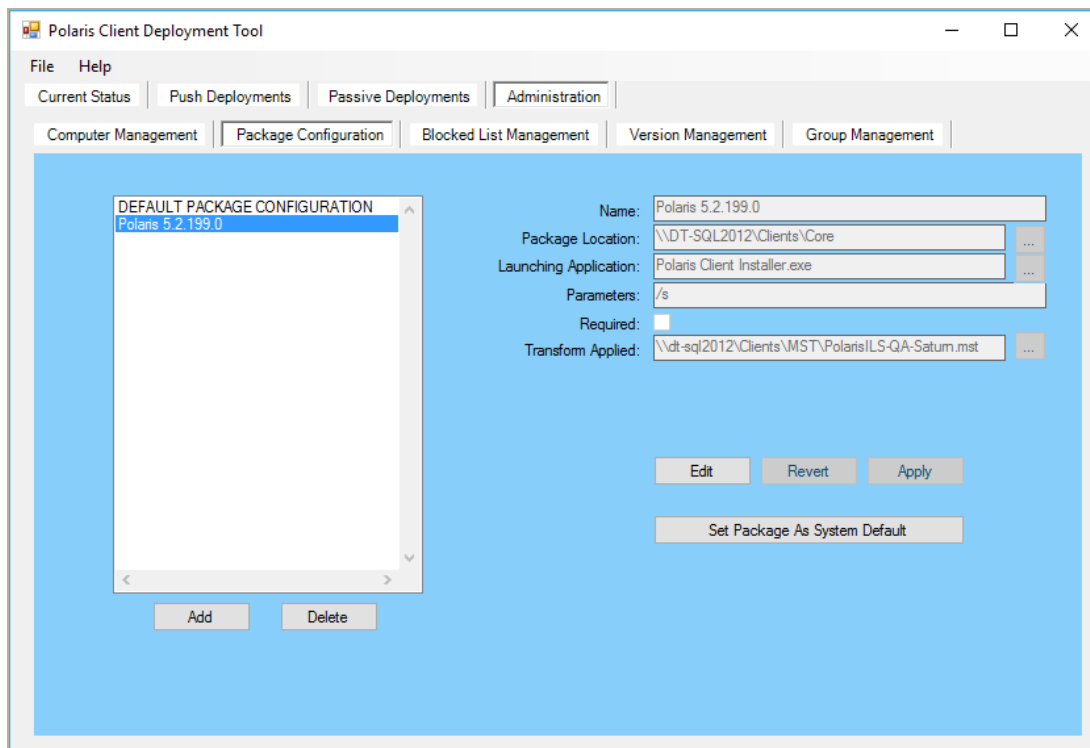 Polaris Client Deployment Tool
File Help
Current Status Push Deployments Passive Deployments Administration
Computer Management Package Configuration Blocked List Management Version Management Group Management
DEFAULT PACKAGE CONFIGURATION
Polaris 5.2.199.0
Name: Polaris 5.2.199.0
Package Location: \\DT-SQL2012\Clients\Core ...
Launching Application: Polaris Client Installer.exe ...
Parameters: /s
Required:
Transform Applied: \\dt-sql2012\Clients\MST\PolarisILS-QA-Saturn.mst ...
Edit Revert Apply
Set Package As System Default
Add Delete